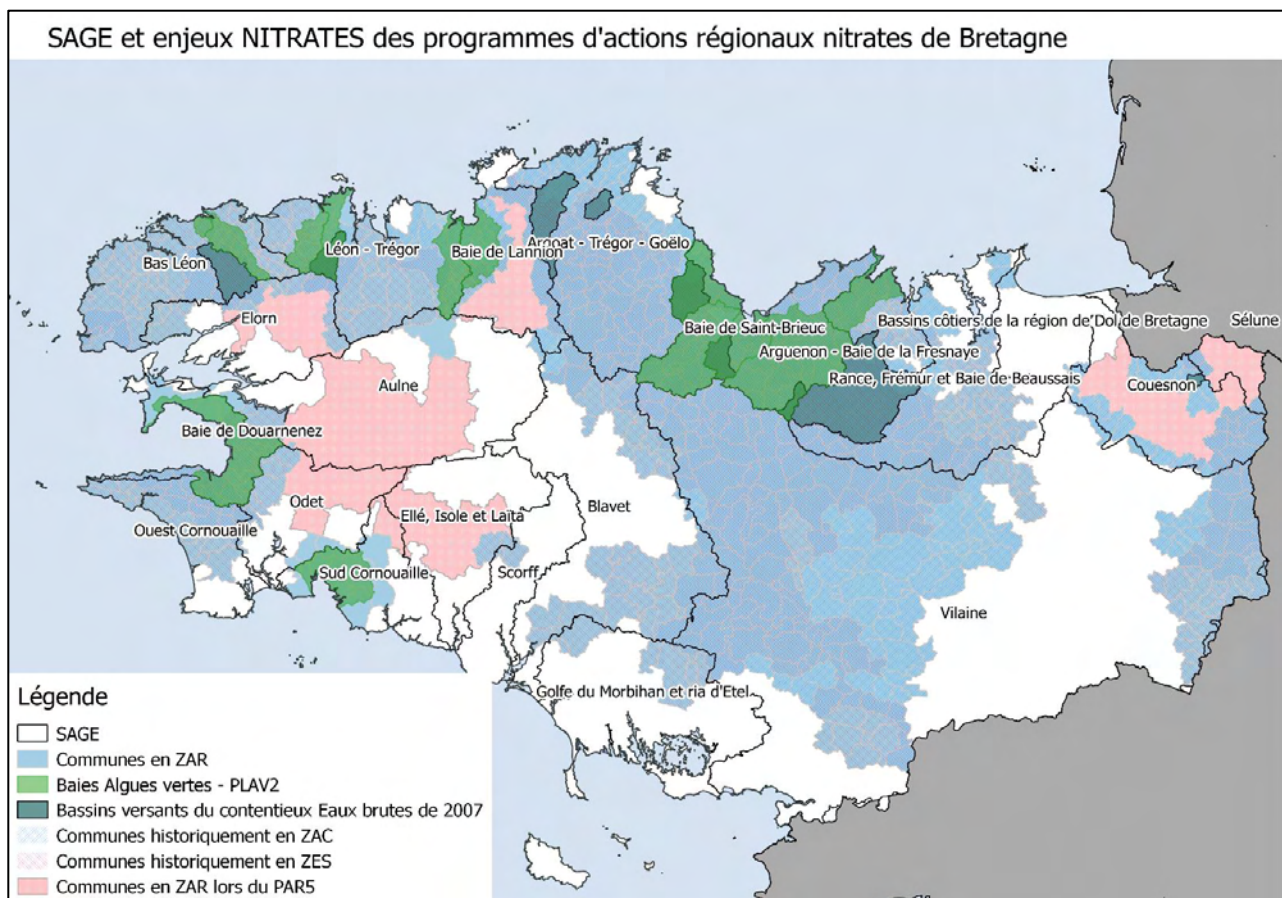 SAGE et enjeux NITRATES des programmes d'actions régionaux nitrates de Bretagne
Argoat - Trégor - Goëlo
Léon - Trégor
Baie de Lannion
Bas Léon
Elorn
Baie de Saint-Brieuc
Bassins côtiers de la région de Dol de Bretagne
Sélune
Arguenon - Baie de la Fresnaye
Rance, Frémur et Baie de Beaussais
Couesnon
Aulne
Baie de Douarnenez
Odet
Ellé, Isole et Laïta
Blavet
Ouest Cornouaille
Sud Cornouaille
Scorff
Vilaine
Golfe du Morbihan et ria d'Etel
Légende
SAGE
Communes en ZAR
Baies Algues vertes - PLAV2
Bassins versants du contentieux Eaux brutes de 2007
Communes historiquement en ZAC
Communes historiquement en ZES
Communes en ZAR lors du PAR5